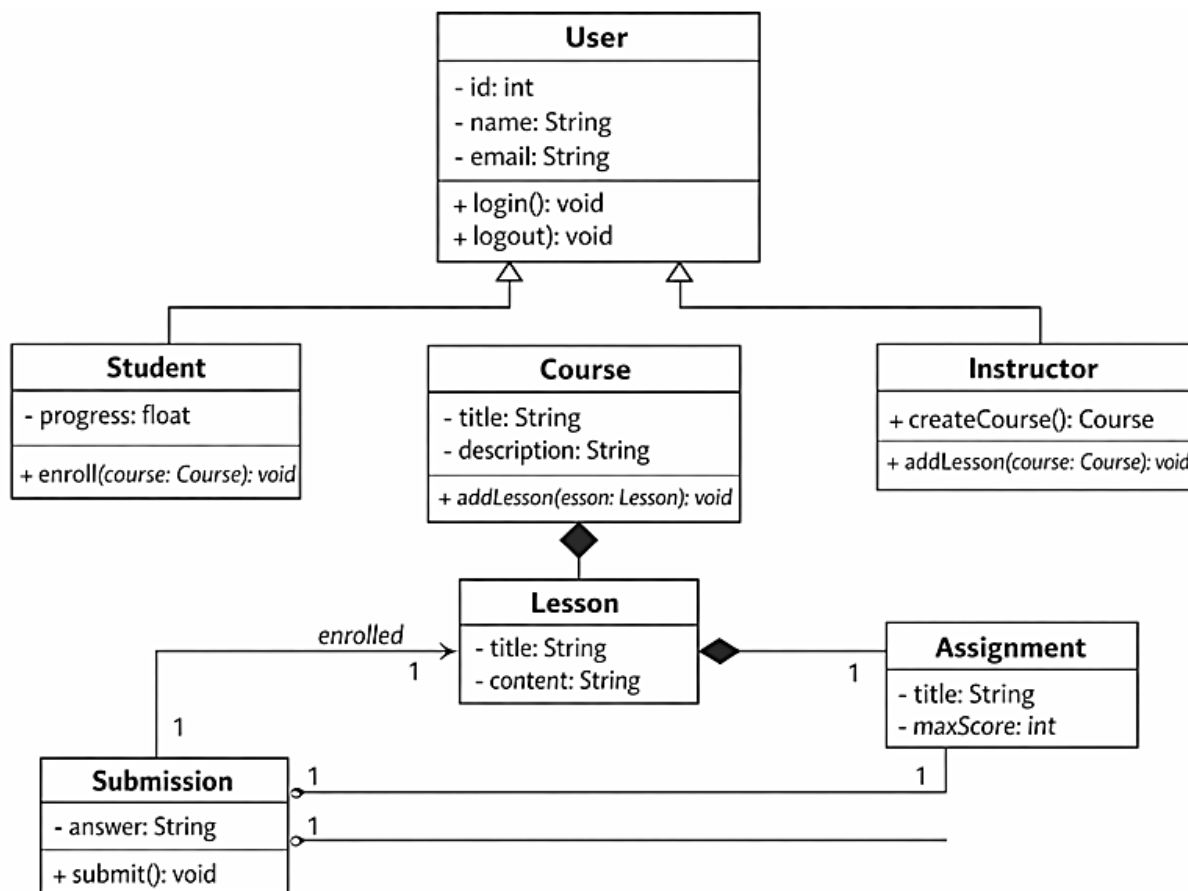 User
- id: int
- name: String
- email: String
+ login(): void
+ logout): void
Student
- progress: float
+ enroll(course: Course): void
Course
- title: String
- description: String
+ addLesson(esson: Lesson): void
Instructor
+ createCourse(): Course
+ addLesson(course: Course): void
Lesson
- title: String
- content: String
enrolled
1
1
1
Assignment
- title: String
- maxScore: int
Submission
- answer: String
+ submit(): void
1
1
1